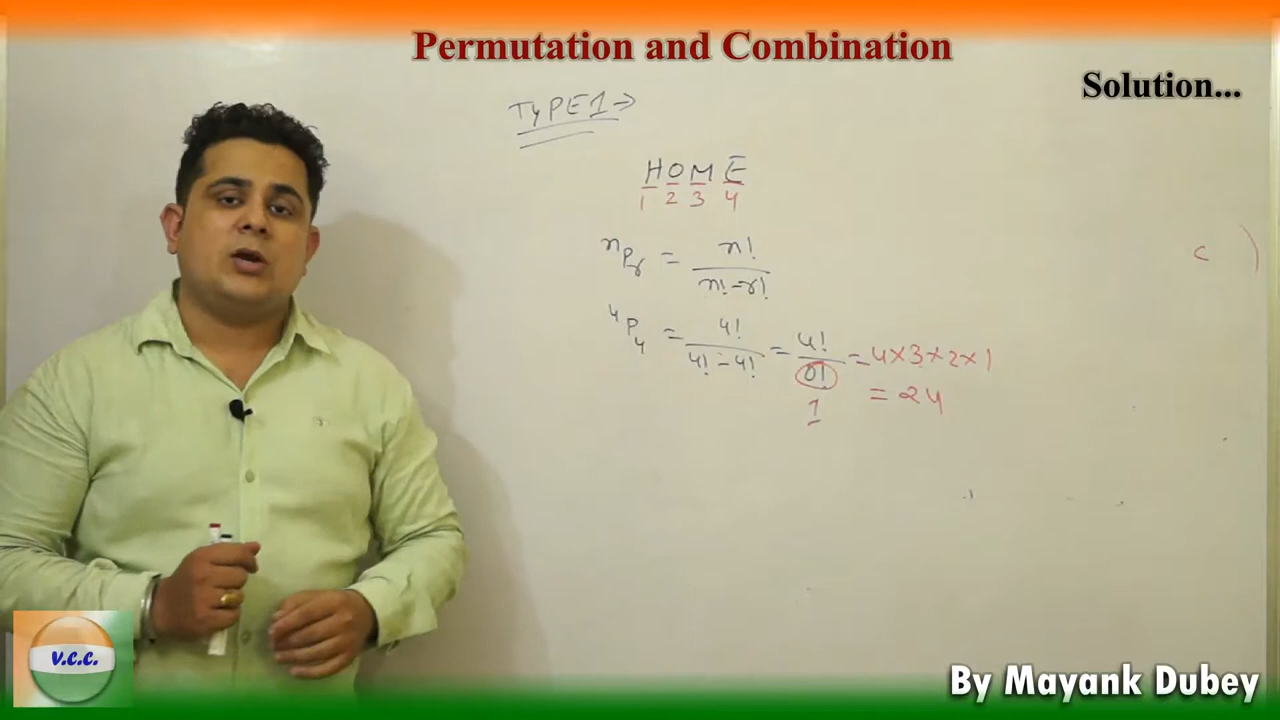 Permutation and Combination
Solution...
TYPE 1 →
HOME
1 2 3 4
nPr = n! / n!-r!
4P4 = 4! / 4!-4! = 4! / 0! = 4×3×2×1
1
= 24
c )
V.C.C.
By Mayank Dubey